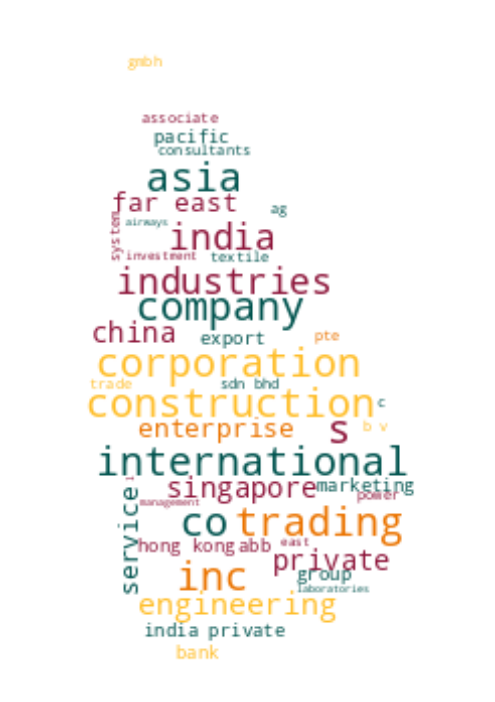 gmbh
associate
pacific
consultants
asia
far east
ag
airways
system
india
investment
textile
industries
company
china
export
pte
corporation
trade
sdn bhd
construction
c
enterprise
s
b v
international
singapore
marketing
power
l
management
service
co
trading
hong kong
abb
east
private
group
inc
laboratories
engineering
india private
bank